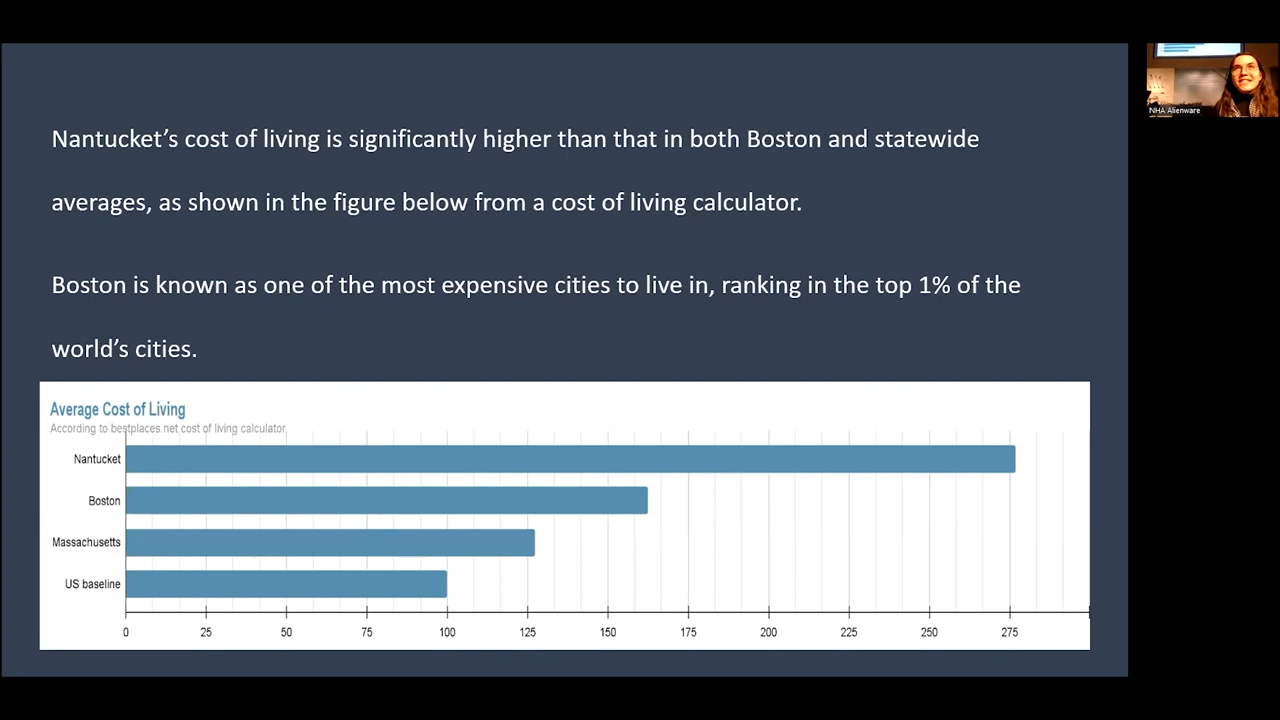 Nantucket’s cost of living is significantly higher than that in both Boston and statewide
averages, as shown in the figure below from a cost of living calculator.
Boston is known as one of the most expensive cities to live in, ranking in the top 1% of the
world’s cities.
Average Cost of Living
According to bestplaces.net cost of living calculator
Nantucket
Boston
Massachusetts
US baseline
0 25 50 75 100 125 150 175 200 225 250 275
NHA Alienware